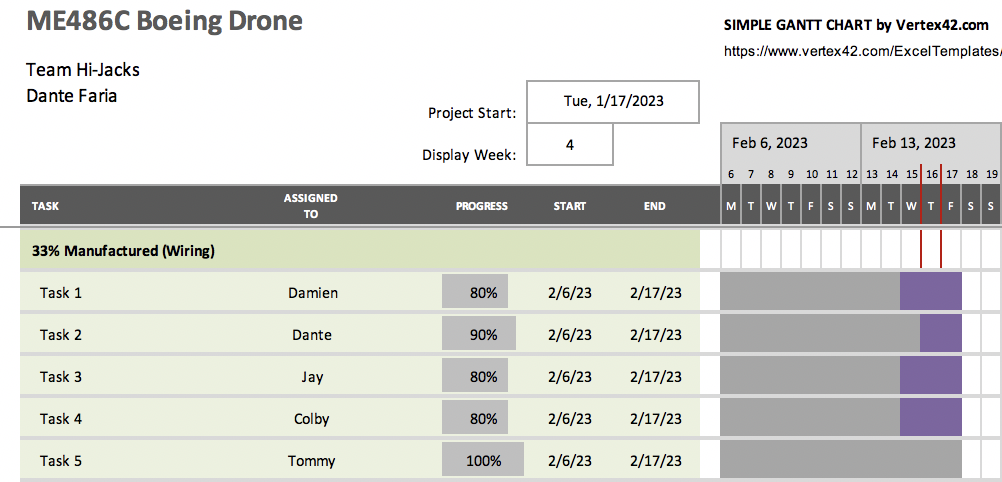 ME486C Boeing Drone
SIMPLE GANTT CHART by Vertex42.com
https://www.vertex42.com/ExcelTemplates/
Team Hi-Jacks
Dante Faria
Project Start: Tue, 1/17/2023
Display Week: 4
Feb 6, 2023 Feb 13, 2023
6 7 8 9 10 11 12 13 14 15 16 17 18 19
TASK ASSIGNED TO PROGRESS START END M T W T F S S M T W T F S S
33% Manufactured (Wiring)
Task 1 Damien 80% 2/6/23 2/17/23
Task 2 Dante 90% 2/6/23 2/17/23
Task 3 Jay 80% 2/6/23 2/17/23
Task 4 Colby 80% 2/6/23 2/17/23
Task 5 Tommy 100% 2/6/23 2/17/23